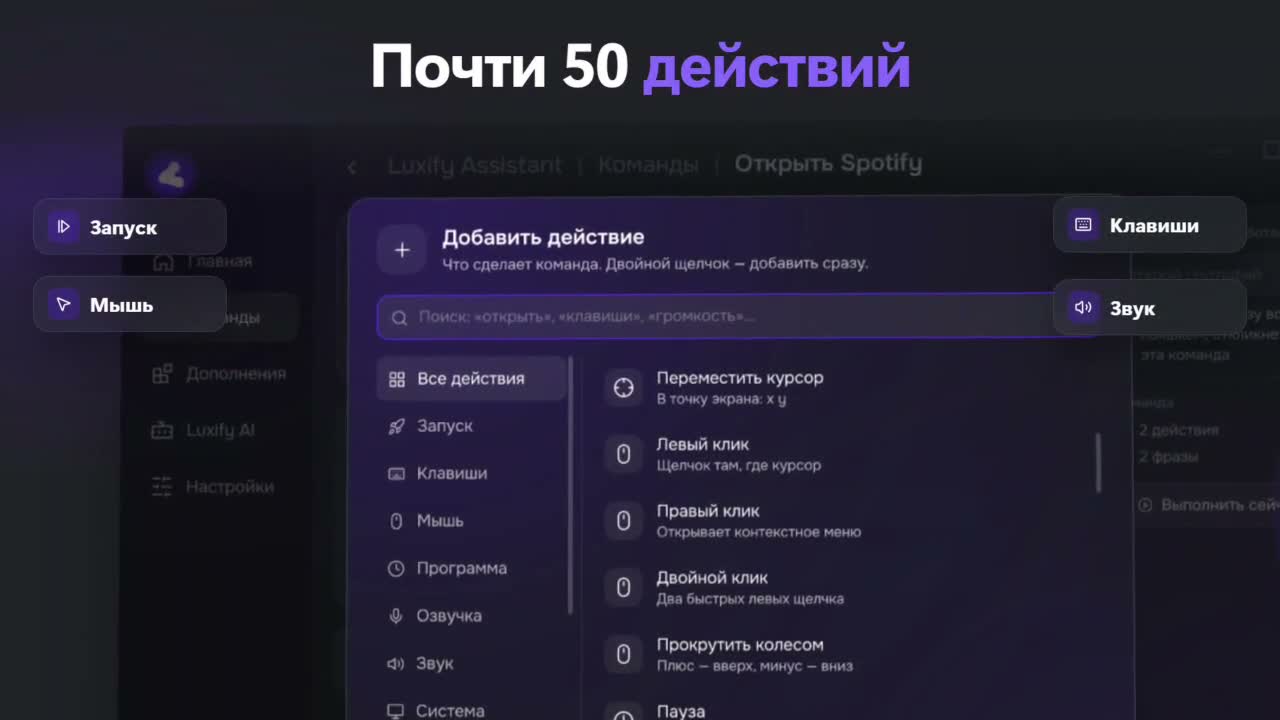 Почти 50 действий
Luxify Assistant | Команды | Открыть Spotify
Запуск
Мышь
Клавиши
Звук
Главная
Дополнения
Luxify AI
Настройки
Добавить действие
Что сделает команда. Двойной щелчок — добавить сразу.
Поиск: «открыть», «клавиши», «громкость»...
Все действия
Запуск
Клавиши
Мышь
Программа
Озвучка
Звук
Система
Переместить курсор
В точку экрана: x y
Левый клик
Щелчок там, где курсор
Правый клик
Открывает контекстное меню
Двойной клик
Два быстрых левых щелчка
Прокрутить колесом
Плюс — вверх, минус — вниз
Пауза
эта команда
2 действия
2 фразы
Выполнить